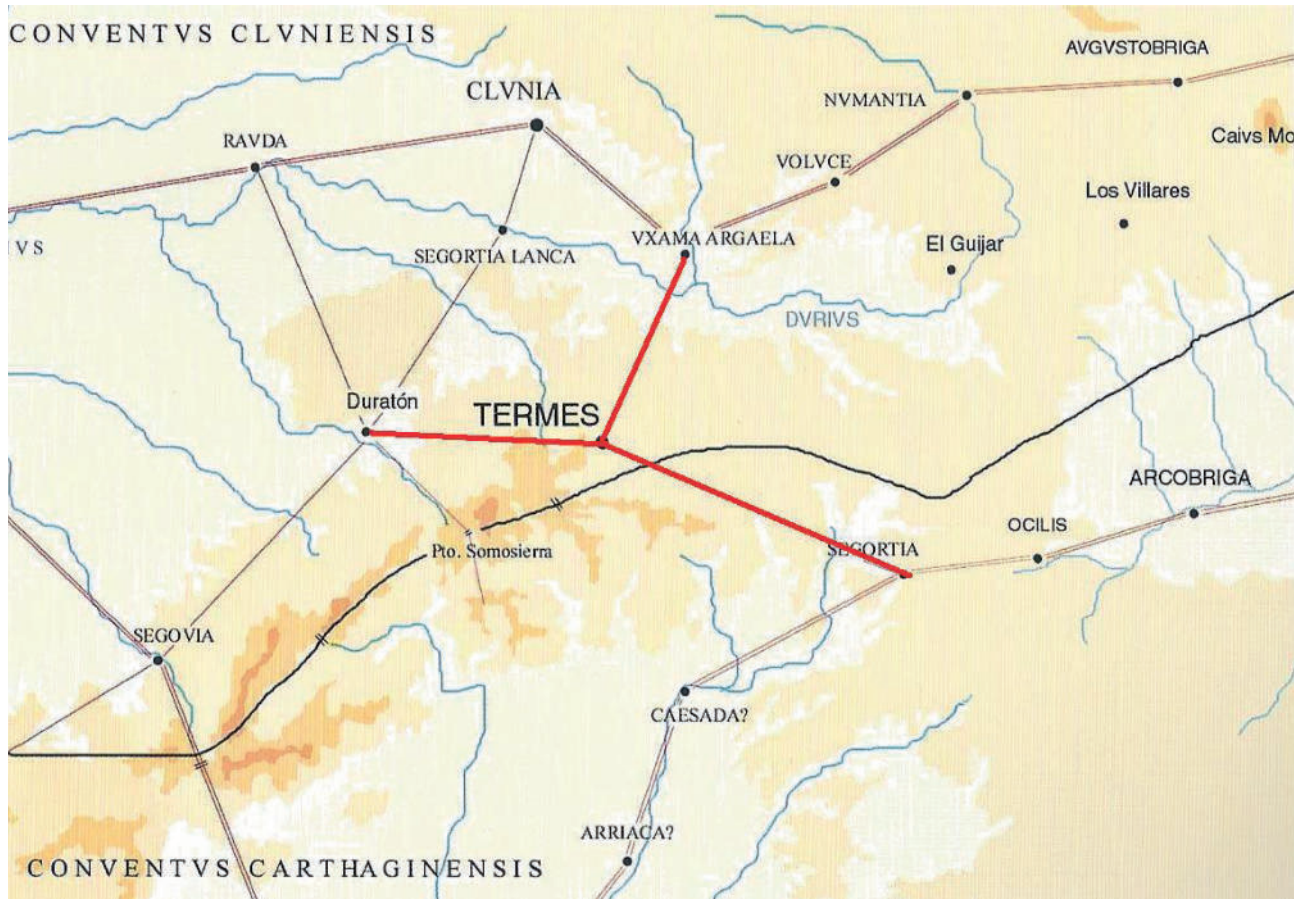 CONVENTVS CLVNIENSIS
AVGVSTOBRIGA
CLVNIA
NVMANTIA
RAVDA
Caivs Mo
VOLVCE
Los Villares
VXAMA ARGAELA
El Guijar
IVS
SEGORTIA LANCA
DVRIVS
Duratón
TERMES
ARCOBRIGA
OCILIS
Pto. Somosierra
SEGORTIA
SEGOVIA
CAESADA?
ARRIACA?
CONVENTVS CARTHAGINENSIS